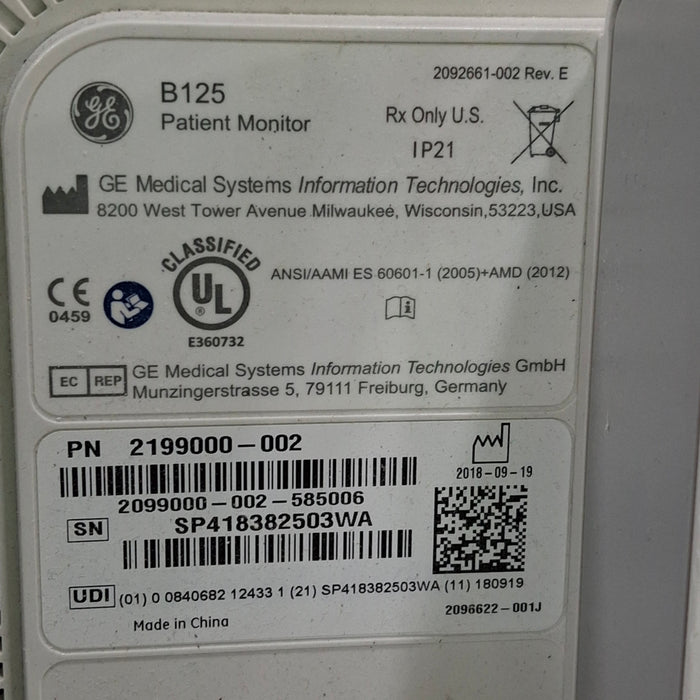 2092661-002 Rev. E
GE
B125
Patient Monitor
Rx Only U.S.
IP21
GE Medical Systems Information Technologies, Inc.
8200 West Tower Avenue Milwaukee, Wisconsin,53223,USA
CLASSIFIED
UL
®
E360732
CE
0459
ANSI/AAMI ES 60601-1 (2005)+AMD (2012)
i
EC REP
GE Medical Systems Information Technologies GmbH
Munzingerstrasse 5, 79111 Freiburg, Germany
PN 2199000-002
2018-09-19
2099000-002-585006
SN SP418382503WA
UDI (01) 0 0840682 12433 1 (21) SP418382503WA (11) 180919
2096622-001J
Made in China